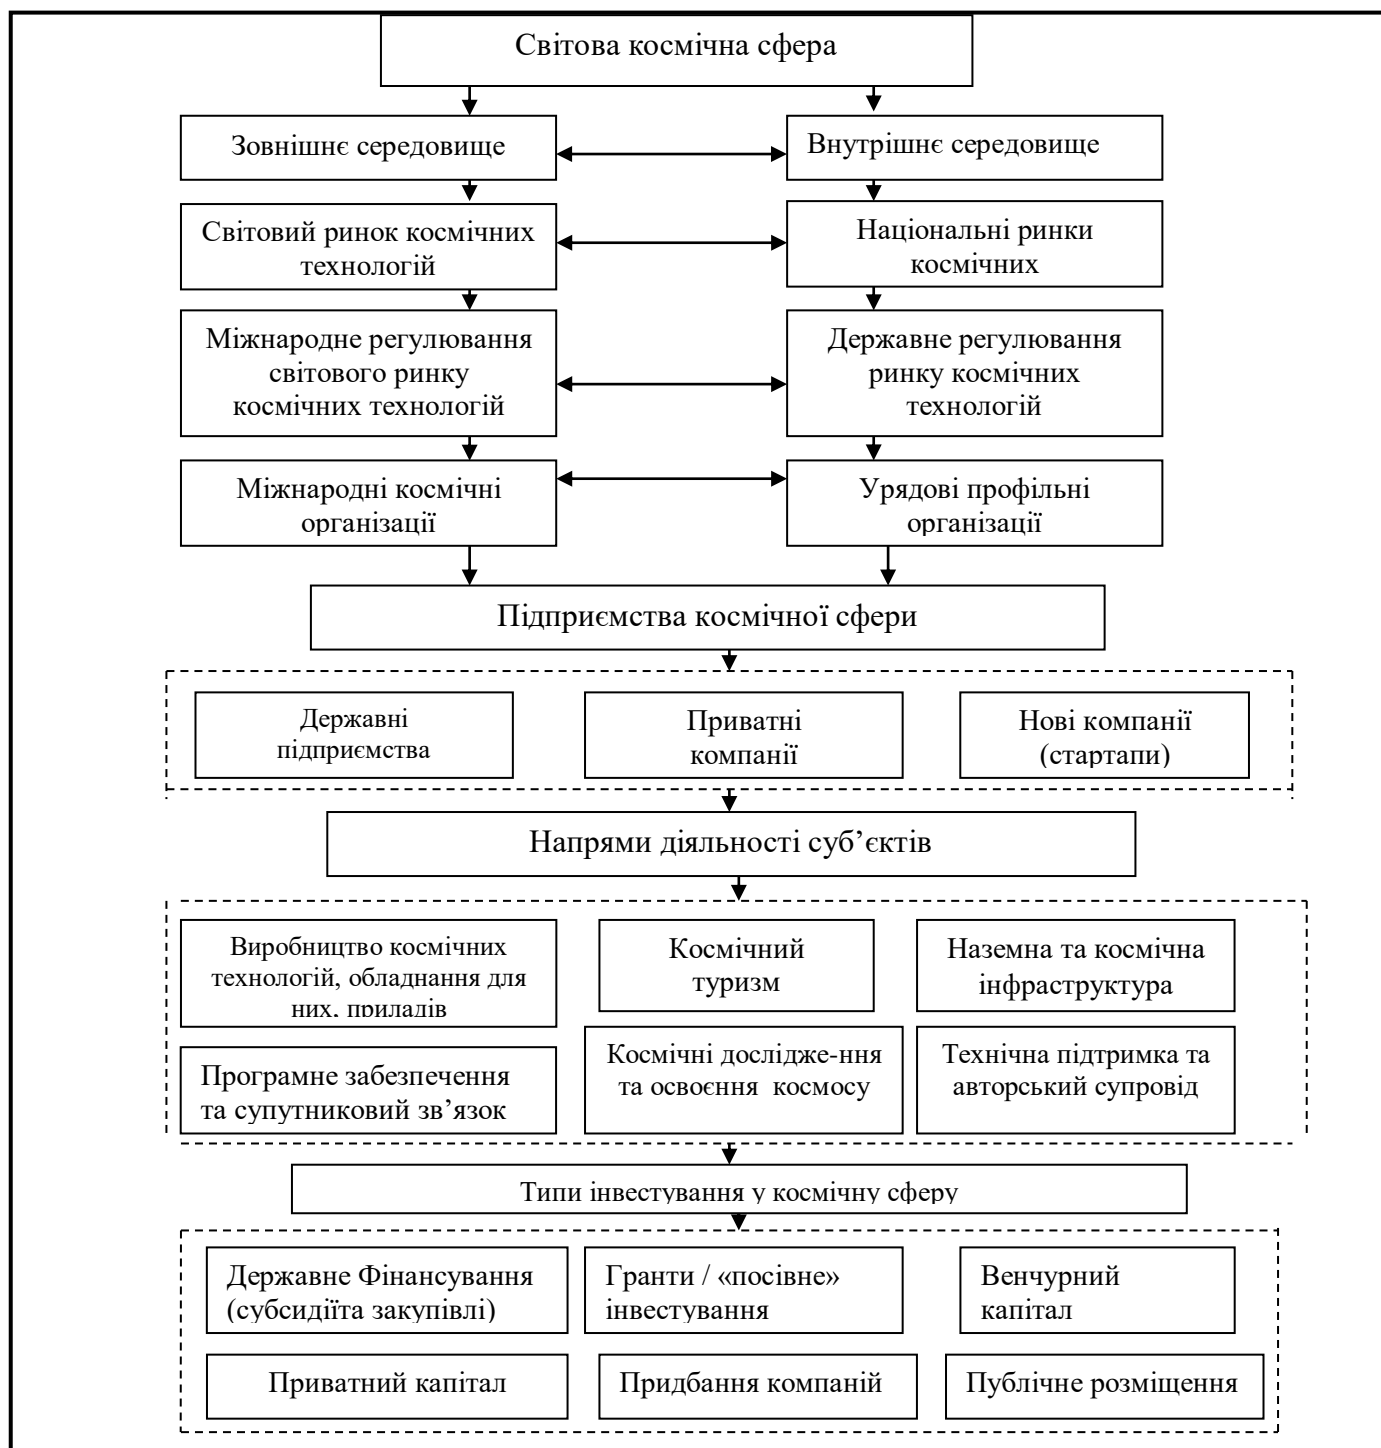 Світова космічна сфера
Зовнішнє середовище
Внутрішнє середовище
Світовий ринок космічних
технологій
Національні ринки
космічних
Міжнародне регулювання
світового ринку
космічних технологій
Державне регулювання
ринку космічних
технологій
Міжнародні космічні
організації
Урядові профільні
організації
Підприємства космічної сфери
Державні
підприємства
Приватні
компанії
Нові компанії
(стартапи)
Напрями діяльності суб’єктів
Виробництво космічних
технологій, обладнання для
них, приладів
Космічний
туризм
Наземна та космічна
інфраструктура
Програмне забезпечення
та супутниковий зв’язок
Космічні дослідже-ння
та освоєння космосу
Технічна підтримка та
авторський супровід
Типи інвестування у космічну сферу
Державне Фінансування
(субсидіїта закупівлі)
Гранти / «посівне»
інвестування
Венчурний
капітал
Приватний капітал
Придбання компаній
Публічне розміщення